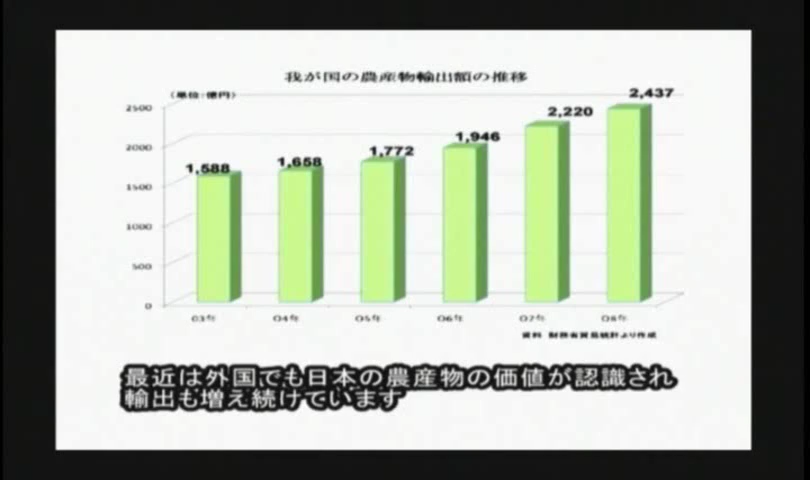 我が国の農産物輸出額の推移
（単位：億円）
2500
2000
1500
1000
500
0
1,588
1,658
1,772
1,946
2,220
2,437
03年
04年
05年
06年
07年
08年
資料 財務省貿易統計より作成
最近は外国でも日本の農産物の価値が認識され
輸出も増え続けています